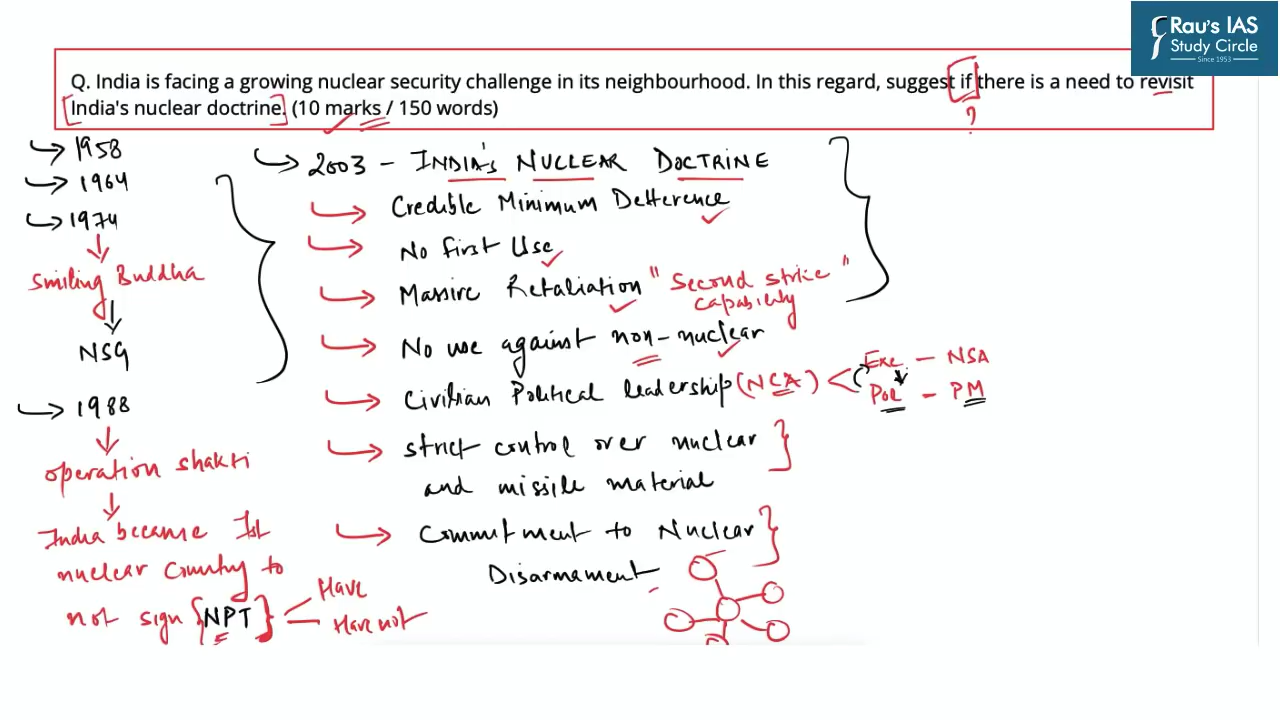 Rau's IAS
Study Circle
Since 1953
Q. India is facing a growing nuclear security challenge in its neighbourhood. In this regard, suggest if there is a need to revisit
India's nuclear doctrine. (10 marks / 150 words)
?
→ 1958
→ 1964
→ 1974
Smiling Buddha
NSG
→ 1988
operation shakti
India became Ist
nuclear country to
not sign {NPT}
Have
Have not
→ 2003 - INDIA'S NUCLEAR DOCTRINE
→ Credible Minimum Detterence
→ No first Use
→ Massive Retaliation "Second strice"
capability
→ No use against non-nuclear
→ Civilian Political leadership (NCA) < Exe - NSA
Pol - PM
→ strict control over nuclear
and missile material
→ Commitment to Nuclear
Disarmament